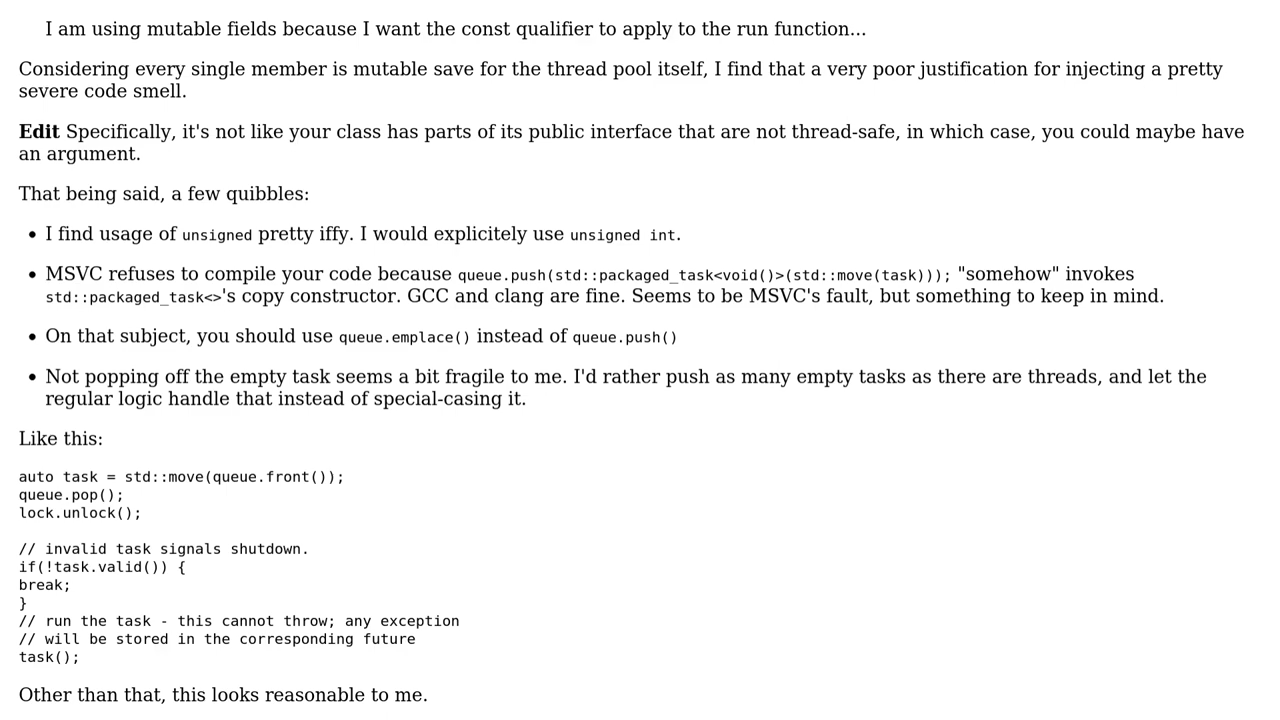 I am using mutable fields because I want the const qualifier to apply to the run function...
Considering every single member is mutable save for the thread pool itself, I find that a very poor justification for injecting a pretty
severe code smell.
Edit Specifically, it's not like your class has parts of its public interface that are not thread-safe, in which case, you could maybe have
an argument.
That being said, a few quibbles:
• I find usage of unsigned pretty iffy. I would explicitely use unsigned int.
• MSVC refuses to compile your code because queue.push(std::packaged_task<void()>(std::move(task))); "somehow" invokes
std::packaged_task<>'s copy constructor. GCC and clang are fine. Seems to be MSVC's fault, but something to keep in mind.
• On that subject, you should use queue.emplace() instead of queue.push()
• Not popping off the empty task seems a bit fragile to me. I'd rather push as many empty tasks as there are threads, and let the
regular logic handle that instead of special-casing it.
Like this:
auto task = std::move(queue.front());
queue.pop();
lock.unlock();
// invalid task signals shutdown.
if(!task.valid()) {
break;
}
// run the task - this cannot throw; any exception
// will be stored in the corresponding future
task();
Other than that, this looks reasonable to me.